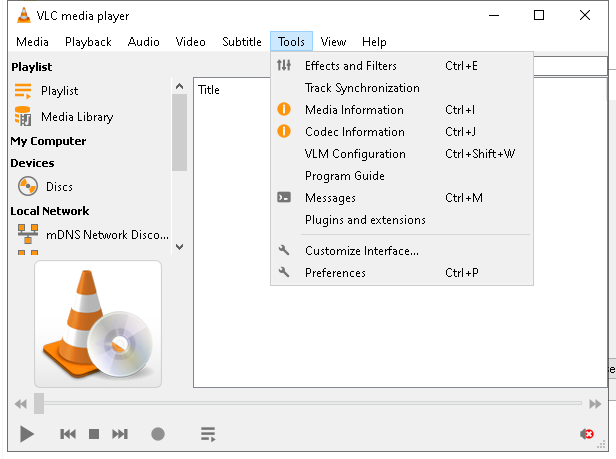 VLC media player
Media Playback Audio Video Subtitle Tools View Help
Playlist
Playlist
Media Library
My Computer
Devices
Discs
Local Network
mDNS Network Disco...
Title
Effects and Filters Ctrl+E
Track Synchronization
Media Information Ctrl+I
Codec Information Ctrl+J
VLM Configuration Ctrl+Shift+W
Program Guide
Messages Ctrl+M
Plugins and extensions
Customize Interface...
Preferences Ctrl+P